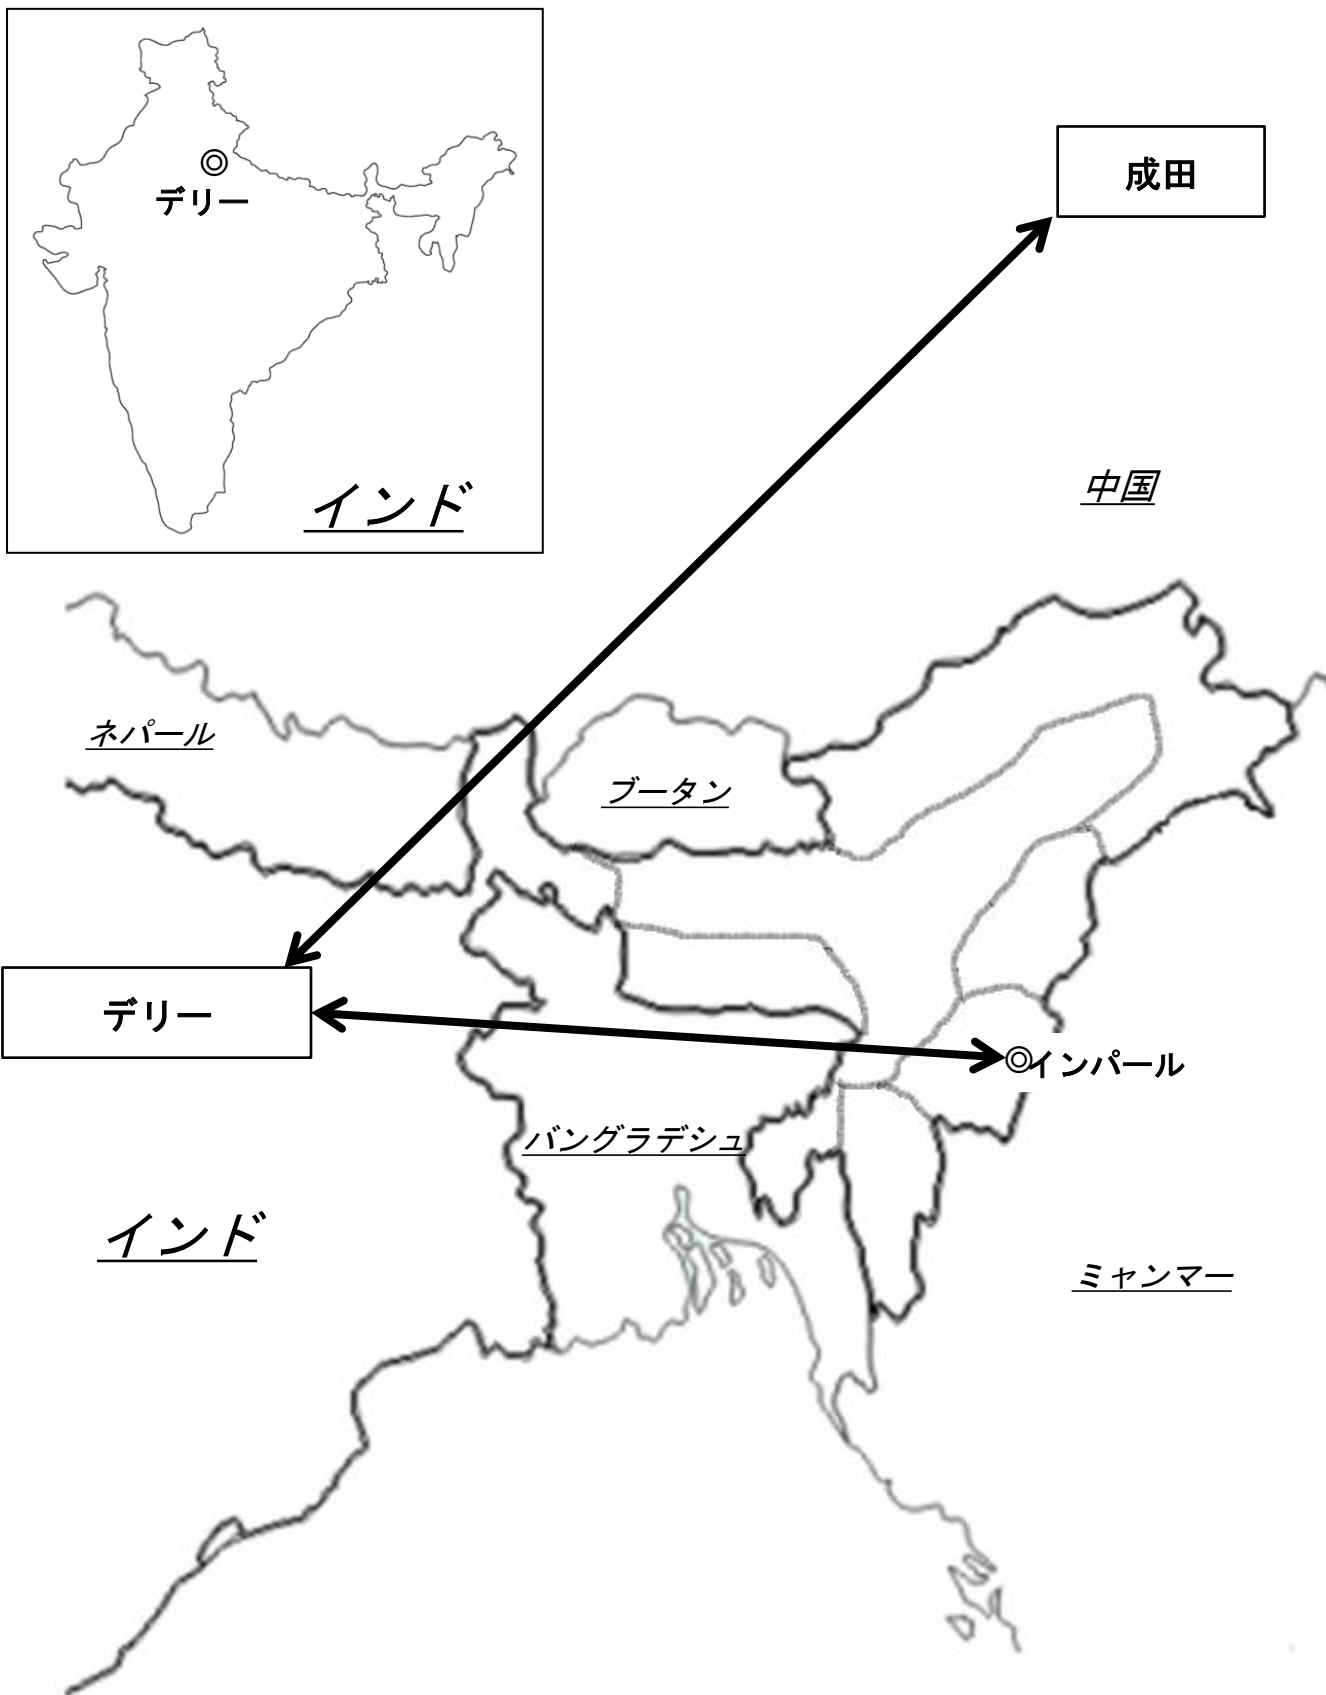 デリー
インド
成田
中国
ネパール
ブータン
デリー
インパール
バングラデシュ
インド
ミャンマー